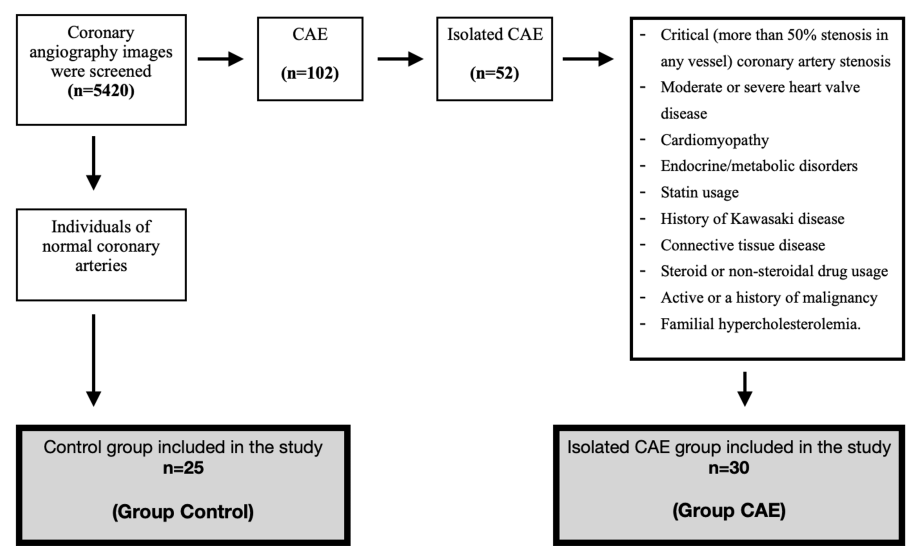 Coronary
angiography images
were screened
(n=5420)
CAE
(n=102)
Isolated CAE
(n=52)
- Critical (more than 50% stenosis in
any vessel) coronary artery stenosis
- Moderate or severe heart valve
disease
- Cardiomyopathy
- Endocrine/metabolic disorders
- Statin usage
- History of Kawasaki disease
- Connective tissue disease
- Steroid or non-steroidal drug usage
- Active or a history of malignancy
- Familial hypercholesterolemia.
Individuals of
normal coronary
arteries
Control group included in the study
n=25
(Group Control)
Isolated CAE group included in the study
n=30
(Group CAE)